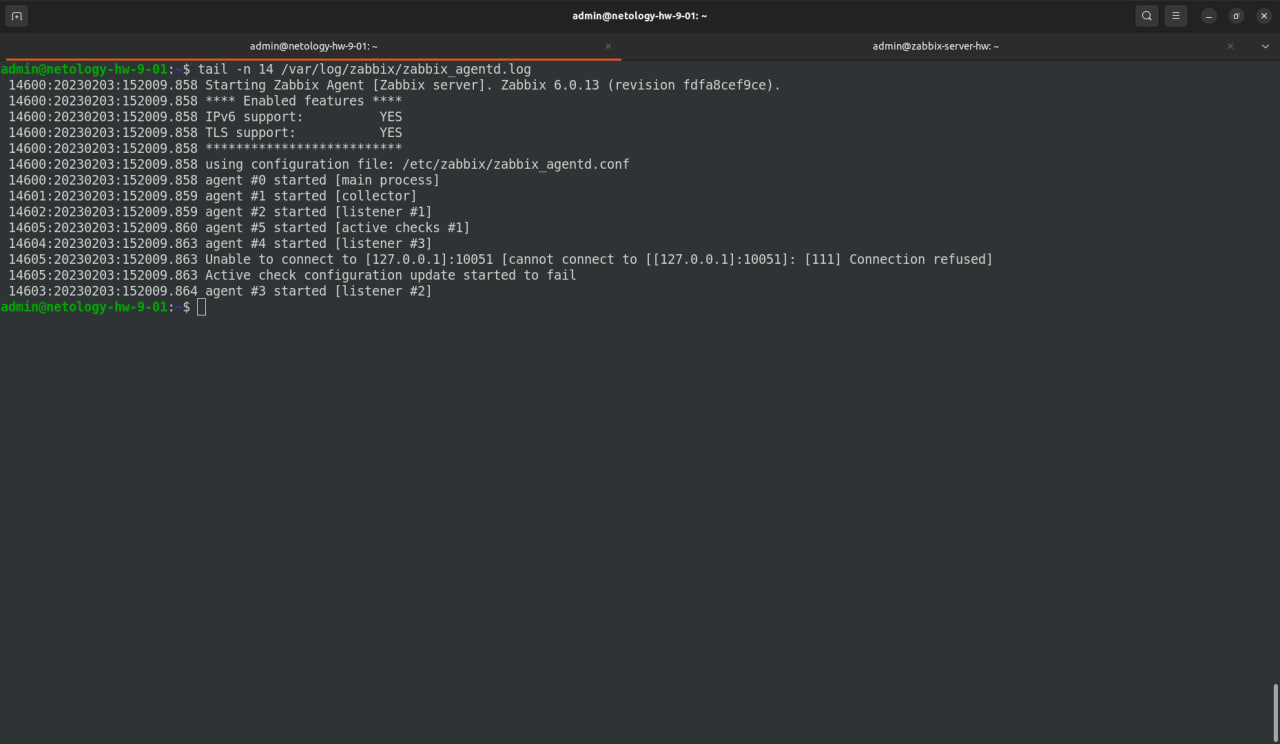 admin@netology-hw-9-01: ~
admin@netology-hw-9-01: ~
admin@zabbix-server-hw: ~
admin@netology-hw-9-01:~$ tail -n 14 /var/log/zabbix/zabbix_agentd.log
14600:20230203:152009.858 Starting Zabbix Agent [Zabbix server]. Zabbix 6.0.13 (revision fdfa8cef9ce).
14600:20230203:152009.858 **** Enabled features ****
14600:20230203:152009.858 IPv6 support:          YES
14600:20230203:152009.858 TLS support:           YES
14600:20230203:152009.858 **************************
14600:20230203:152009.858 using configuration file: /etc/zabbix/zabbix_agentd.conf
14600:20230203:152009.858 agent #0 started [main process]
14601:20230203:152009.859 agent #1 started [collector]
14602:20230203:152009.859 agent #2 started [listener #1]
14605:20230203:152009.860 agent #5 started [active checks #1]
14604:20230203:152009.863 agent #4 started [listener #3]
14605:20230203:152009.863 Unable to connect to [127.0.0.1]:10051 [cannot connect to [[127.0.0.1]:10051]: [111] Connection refused]
14605:20230203:152009.863 Active check configuration update started to fail
14603:20230203:152009.864 agent #3 started [listener #2]
admin@netology-hw-9-01:~$